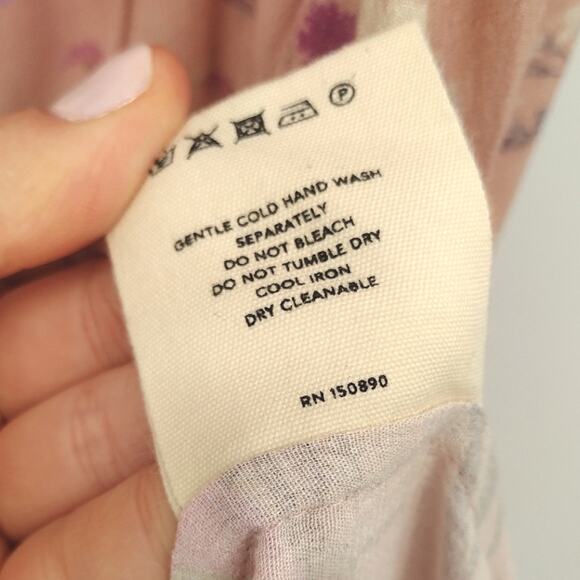 P
GENTLE COLD HAND WASH
SEPARATELY
DO NOT BLEACH
DO NOT TUMBLE DRY
COOL IRON
DRY CLEANABLE
RN 150890